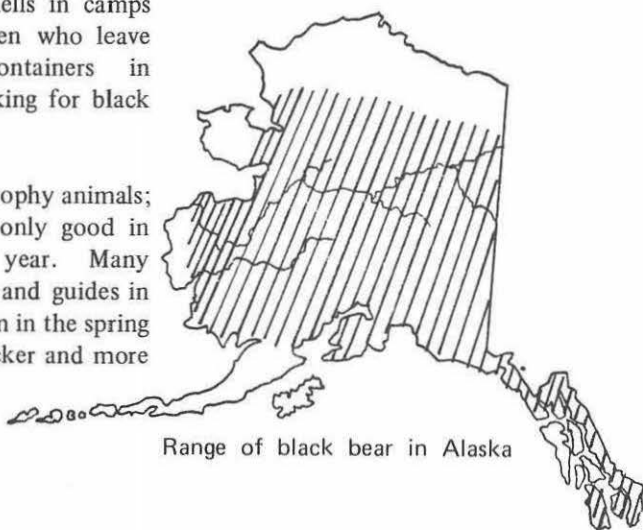 ells in camps
en who leave
ontainers in
king for black
ophy animals;
only good in
year. Many
and guides in
n in the spring
cker and more
Range of black bear in Alaska